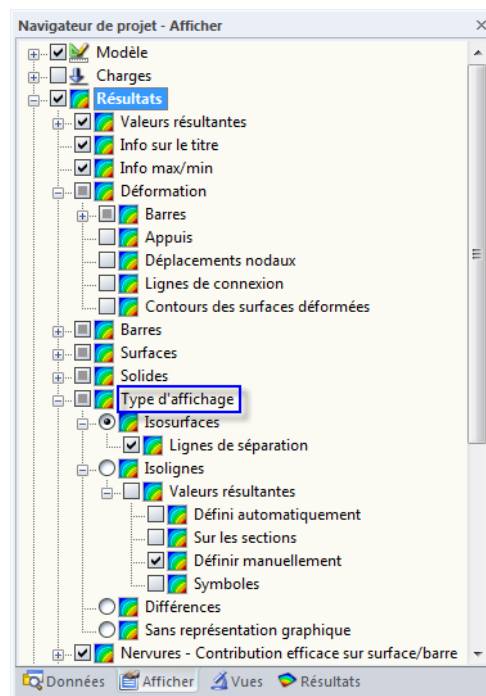 Navigateur de projet - Afficher
Modèle
Charges
Résultats
Valeurs résultantes
Info sur le titre
Info max/min
Déformation
Barres
Appuis
Déplacements nodaux
Lignes de connexion
Contours des surfaces déformées
Barres
Surfaces
Solides
Type d'affichage
Isosurfaces
Lignes de séparation
Isolignes
Valeurs résultantes
Défini automatiquement
Sur les sections
Définir manuellement
Symboles
Différences
Sans représentation graphique
Nervures - Contribution efficace sur surface/barre
Données Afficher Vues Résultats